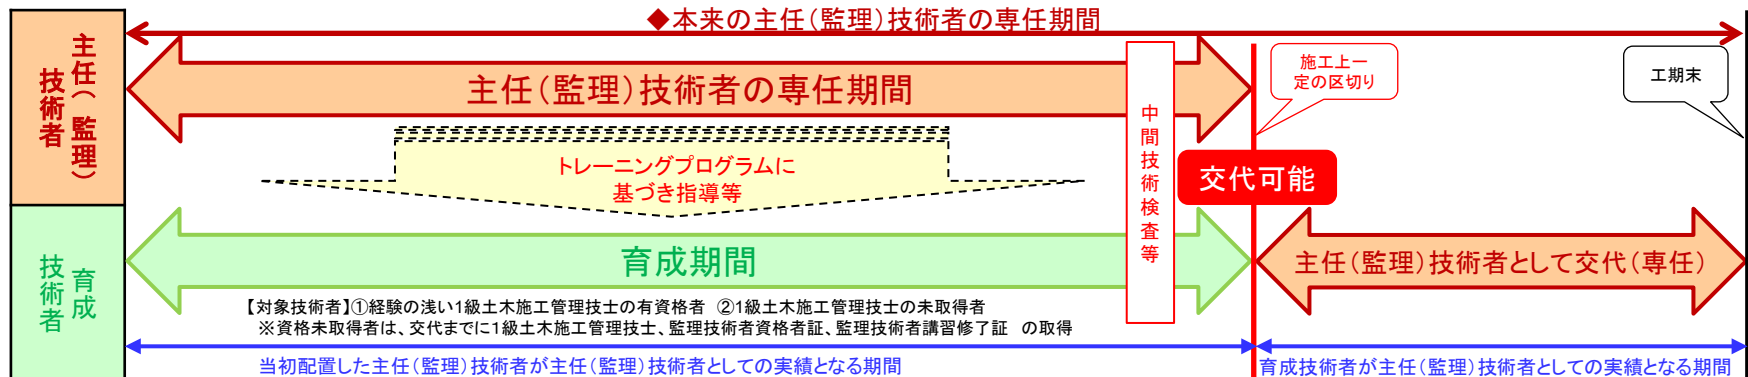 ◆本来の主任(監理)技術者の専任期間
主任(監理)
技術者
主任(監理)技術者の専任期間
中間技術検査等
施工上一
定の区切り
工期末
トレーニングプログラムに
基づき指導等
交代可能
育成
技術者
育成期間
主任(監理)技術者として交代(専任)
【対象技術者】①経験の浅い1級土木施工管理技士の有資格者 ②1級土木施工管理技士の未取得者
※資格未取得者は、交代までに1級土木施工管理技士、監理技術者資格者証、監理技術者講習修了証 の取得
当初配置した主任(監理)技術者が主任(監理)技術者としての実績となる期間
育成技術者が主任(監理)技術者としての実績となる期間